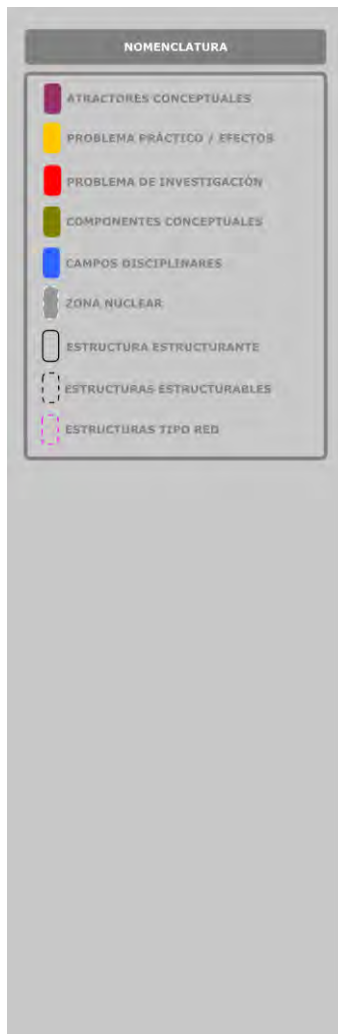 NOMENCLATURA
ATRACTORES CONCEPTUALES
PROBLEMA PRÁCTICO / EFECTOS
PROBLEMA DE INVESTIGACIÓN
COMPONENTES CONCEPTUALES
CAMPOS DISCIPLINARES
ZONA NUCLEAR
ESTRUCTURA ESTRUCTURANTE
ESTRUCTURAS ESTRUCTURABLES
ESTRUCTURAS TIPO RED